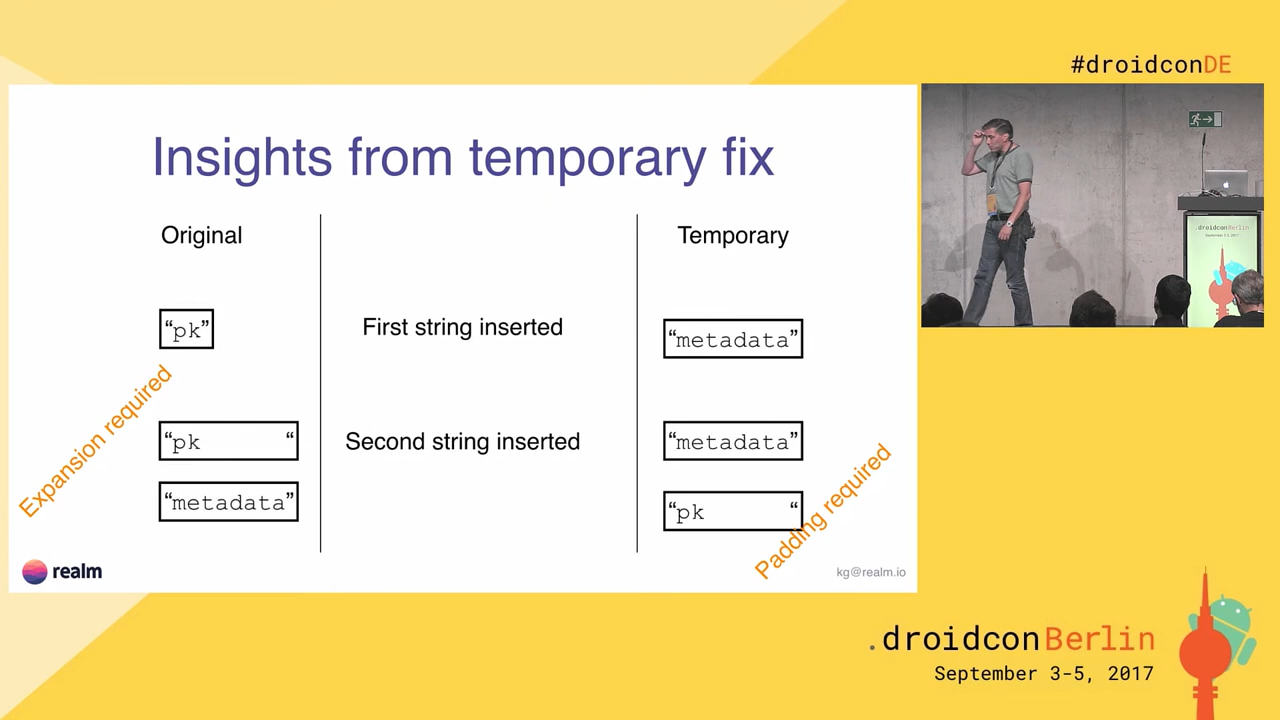 #droidconDE
Insights from temporary fix
Original
Temporary
“pk”
First string inserted
“metadata”
Expansion required
“pk “
Second string inserted
“metadata”
“metadata”
“pk “
Padding required
realm
kg@realm.io
.droidconBerlin
.droidconBerlin
September 3-5, 2017